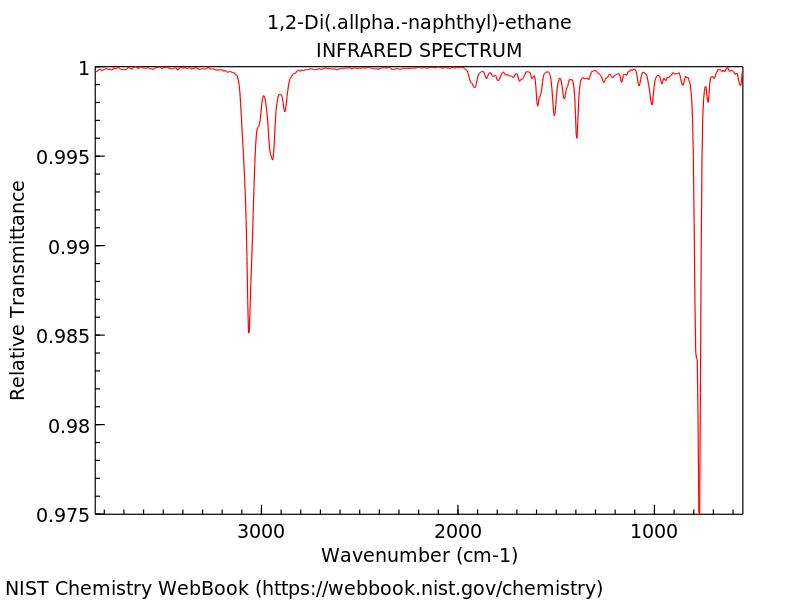 1,2-Di(.allpha.-naphthyl)-ethane
INFRARED SPECTRUM
1
0.995
0.99
0.985
0.98
0.975
Relative Transmittance
3000 2000 1000
Wavenumber (cm-1)
NIST Chemistry WebBook (https://webbook.nist.gov/chemistry)